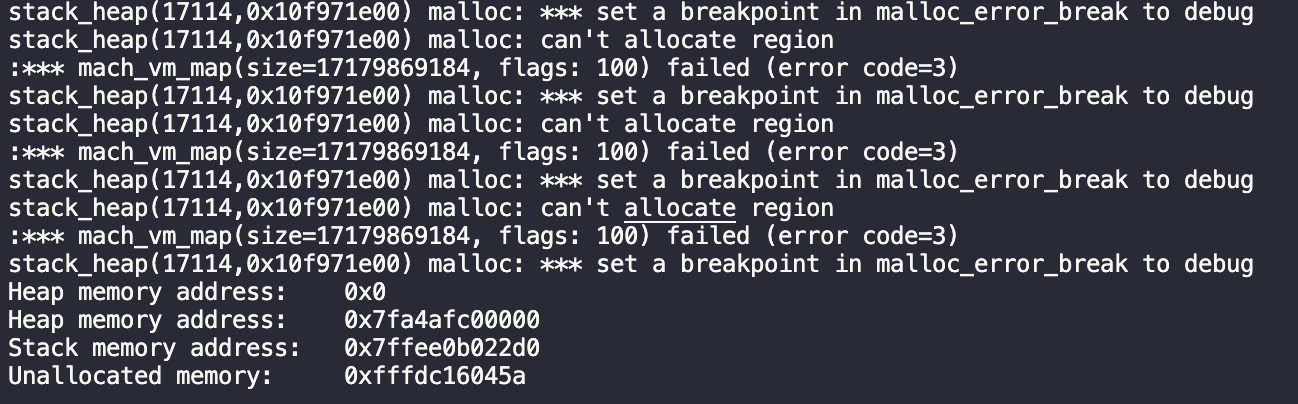 stack_heap(17114,0x10f971e00) malloc: *** set a breakpoint in malloc_error_break to debug
stack_heap(17114,0x10f971e00) malloc: can't allocate region
:*** mach_vm_map(size=17179869184, flags: 100) failed (error code=3)
stack_heap(17114,0x10f971e00) malloc: *** set a breakpoint in malloc_error_break to debug
stack_heap(17114,0x10f971e00) malloc: can't allocate region
:*** mach_vm_map(size=17179869184, flags: 100) failed (error code=3)
stack_heap(17114,0x10f971e00) malloc: *** set a breakpoint in malloc_error_break to debug
stack_heap(17114,0x10f971e00) malloc: can't allocate region
:*** mach_vm_map(size=17179869184, flags: 100) failed (error code=3)
stack_heap(17114,0x10f971e00) malloc: *** set a breakpoint in malloc_error_break to debug
Heap memory address:    0x0
Heap memory address:    0x7fa4afc00000
Stack memory address:   0x7ffee0b022d0
Unallocated memory:     0xfffdc16045a